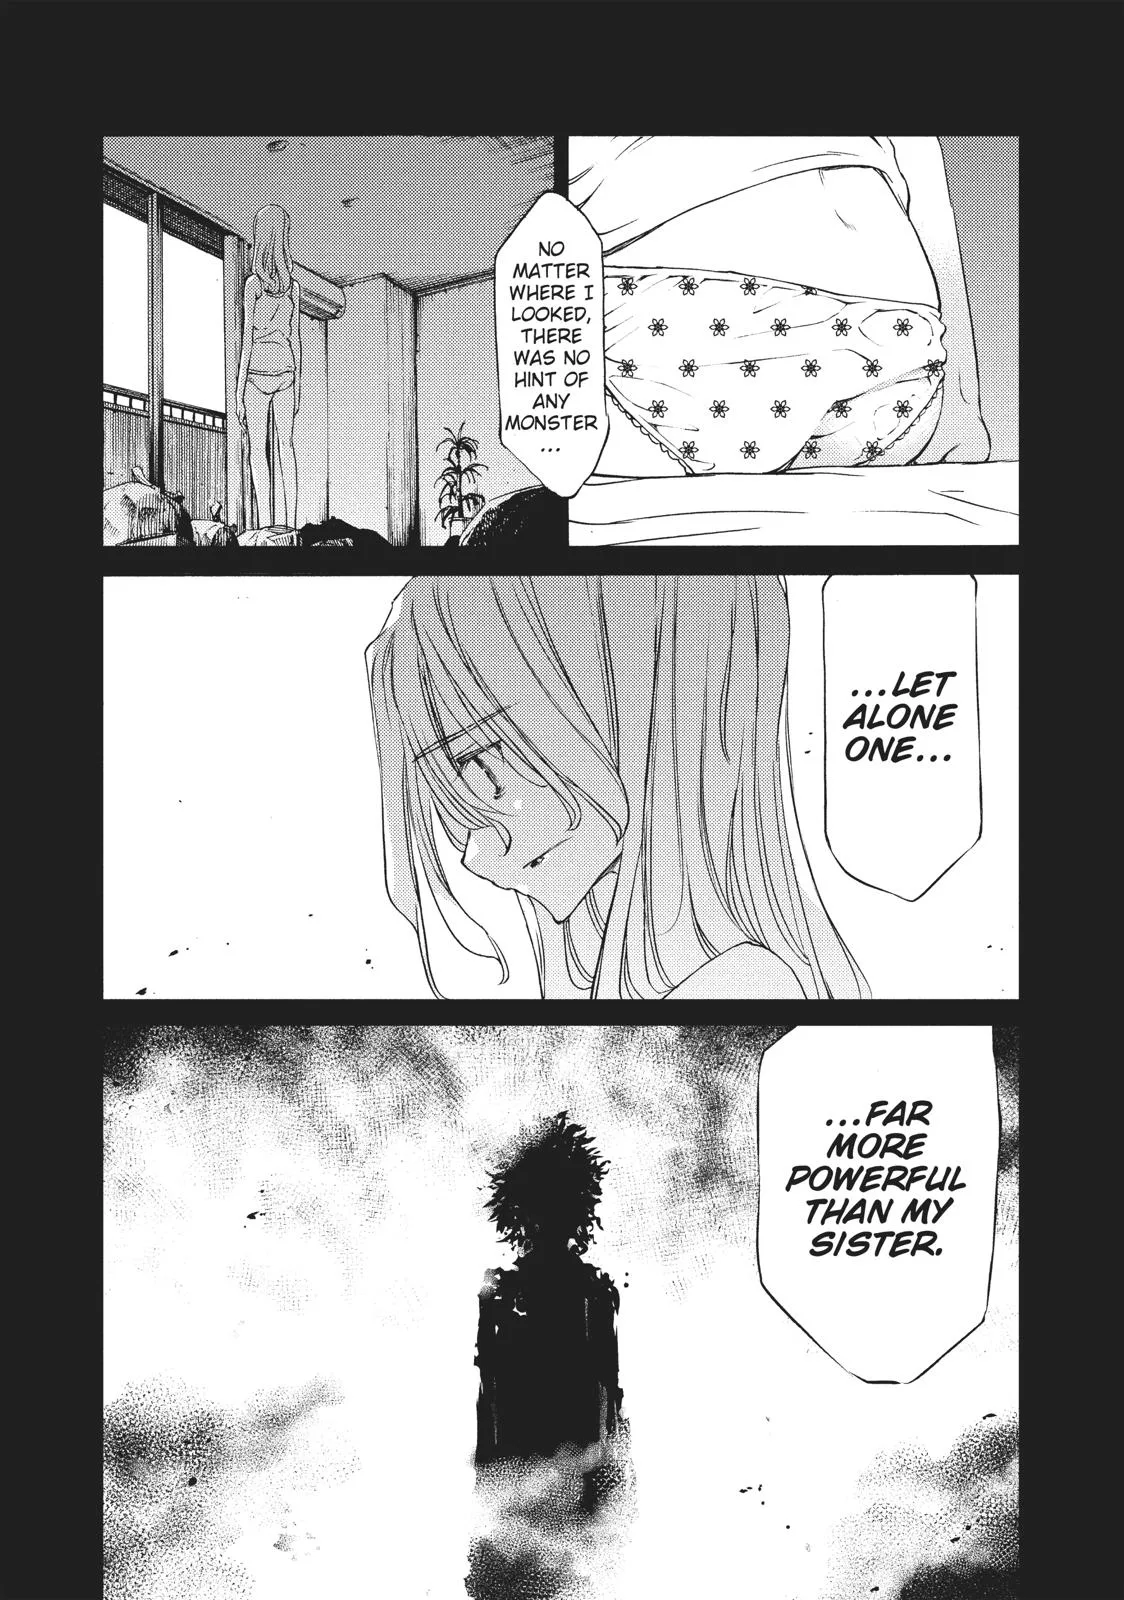 NO
MATTER
WHERE I
LOOKED,
THERE
WAS NO
HINT OF
ANY
MONSTER
...
...LET
ALONE
ONE...
...FAR
MORE
POWERFUL
THAN MY
SISTER.